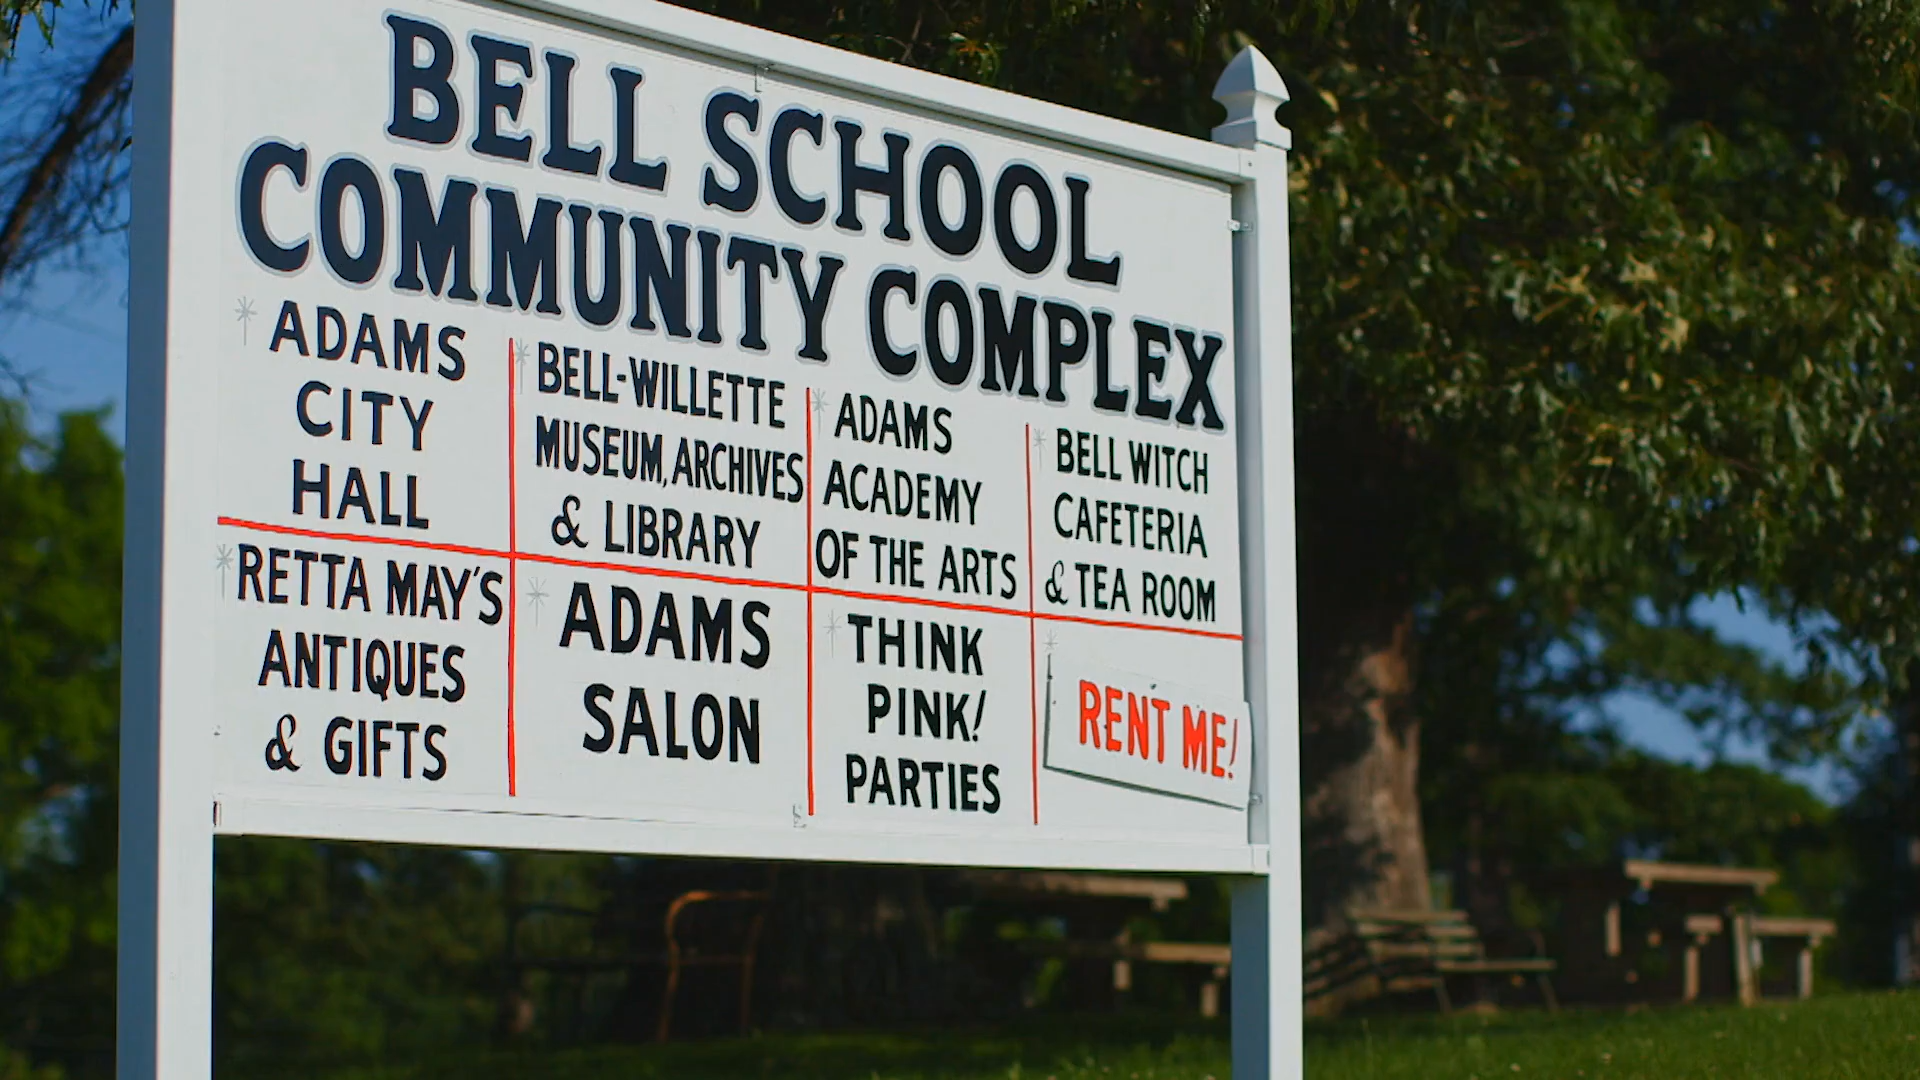 BELL SCHOOL
COMMUNITY COMPLEX
ADAMS
CITY
HALL
BELL-WILLETTE
MUSEUM, ARCHIVES
& LIBRARY
ADAMS
ACADEMY
OF THE ARTS
BELL WITCH
CAFETERIA
& TEA ROOM
RETTA MAY'S
ANTIQUES
& GIFTS
ADAMS
SALON
THINK
PINK!
PARTIES
RENT ME!